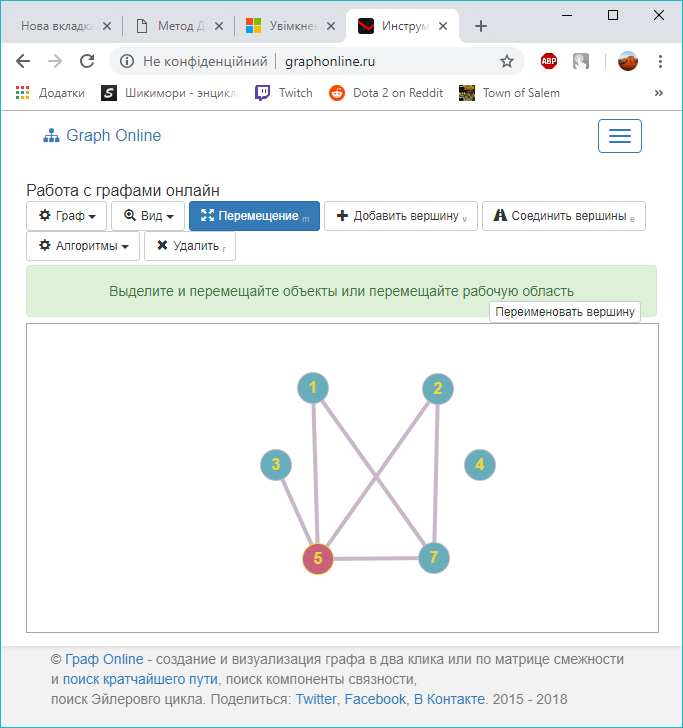 Нова вкладка
Метод Д
Увімкнен
Инструм
Не конфіденційний | graphonline.ru
ABP
Додатки
Шикимори - энцикл
Twitch
Dota 2 on Reddit
Town of Salem
»
Graph Online
Работа с графами онлайн
Граф
Вид
Перемещение m
Добавить вершину v
Соединить вершины e
Алгоритмы
Удалить r
Выделите и перемещайте объекты или перемещайте рабочую область
Переименовать вершину
1
2
3
4
5
7
© Граф Online - создание и визуализация графа в два клика или по матрице смежности
и поиск кратчайшего пути, поиск компоненты связности,
поиск Эйлеровго цикла. Поделиться: Twitter, Facebook, В Контакте. 2015 - 2018